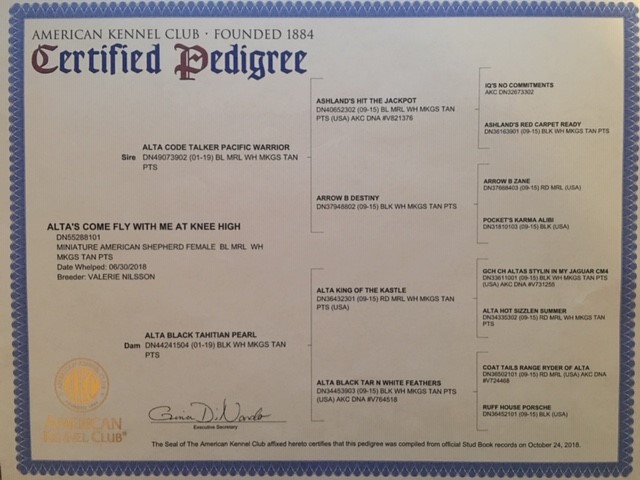 AMERICAN KENNEL CLUB · FOUNDED 1884
Certified Pedigree
ALTA CODE TALKER PACIFIC WARRIOR
Sire DN49073902 (01-19) BL MRL WH MKGS TAN
PTS
ALTA'S COME FLY WITH ME AT KNEE HIGH
DN55288101
MINIATURE AMERICAN SHEPHERD FEMALE BL MRL WH
MKGS TAN PTS
Date Whelped: 06/30/2018
Breeder: VALERIE NILSSON
ALTA BLACK TAHITIAN PEARL
Dam DN44241504 (01-19) BLK WH MKGS TAN
PTS
ASHLAND'S HIT THE JACKPOT
DN40652302 (09-15) BL MRL WH MKGS TAN
PTS (USA) AKC DNA #V821376
ARROW B DESTINY
DN37948802 (09-15) BLK WH MKGS TAN PTS
ALTA KING OF THE KASTLE
DN36432301 (09-15) RD MRL WH MKGS TAN
PTS (USA)
ALTA BLACK TAR N WHITE FEATHERS
DN34453903 (09-15) BLK WH MKGS TAN PTS
(USA) AKC DNA #V764518
IQ'S NO COMMITMENTS
AKC DN32673302
ASHLAND'S RED CARPET READY
DN36163901 (09-15) BLK WH MKGS TAN PTS
ARROW B ZANE
DN37668403 (09-15) RD MRL (USA)
POCKET'S KARMA ALIBI
DN31810103 (09-15) BLK (USA)
GCH CH ALTAS STYLIN IN MY JAGUAR CM4
DN33611001 (09-15) BLK WH MKGS TAN PTS
(USA) AKC DNA #V731255
ALTA HOT SIZZLEN SUMMER
DN34335302 (09-15) RD MRL WH MKGS TAN
PTS
COAT TAILS RANGE RYDER OF ALTA
DN36502101 (09-15) RD MRL (USA) AKC DNA
#V724468
RUFF HOUSE PORSCHE
DN36452101 (09-15) BLK (USA)
AMERICAN
KENNEL CLUB®
Executive Secretary
The Seal of The American Kennel Club affixed hereto certifies that this pedigree was compiled from official Stud Book records on October 24, 2018.